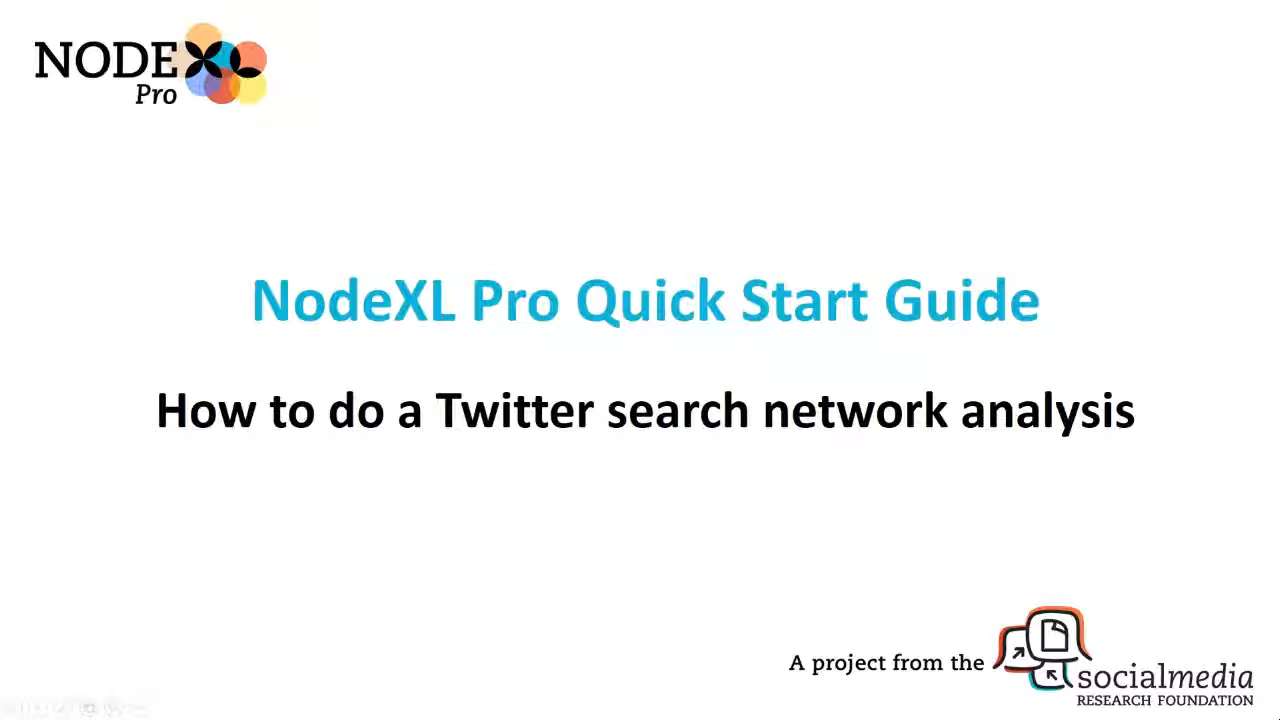 NODEXL
Pro
NodeXL Pro Quick Start Guide
How to do a Twitter search network analysis
A project from the
socialmedia
RESEARCH FOUNDATION